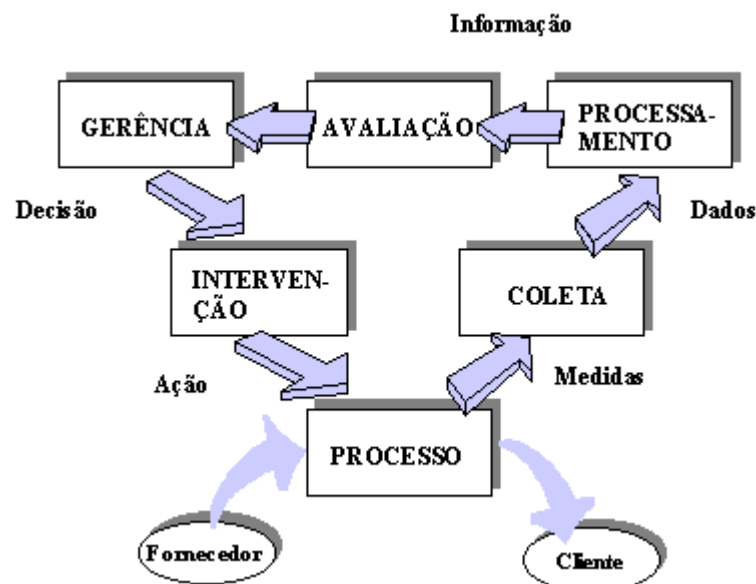 Informação
GERÊNCIA
AVALIAÇÃO
PROCESSA-
MENTO
Decisão
Dados
INTERVEN-
ÇÃO
COLETA
Ação
Medidas
PROCESSO
Fornecedor
Cliente